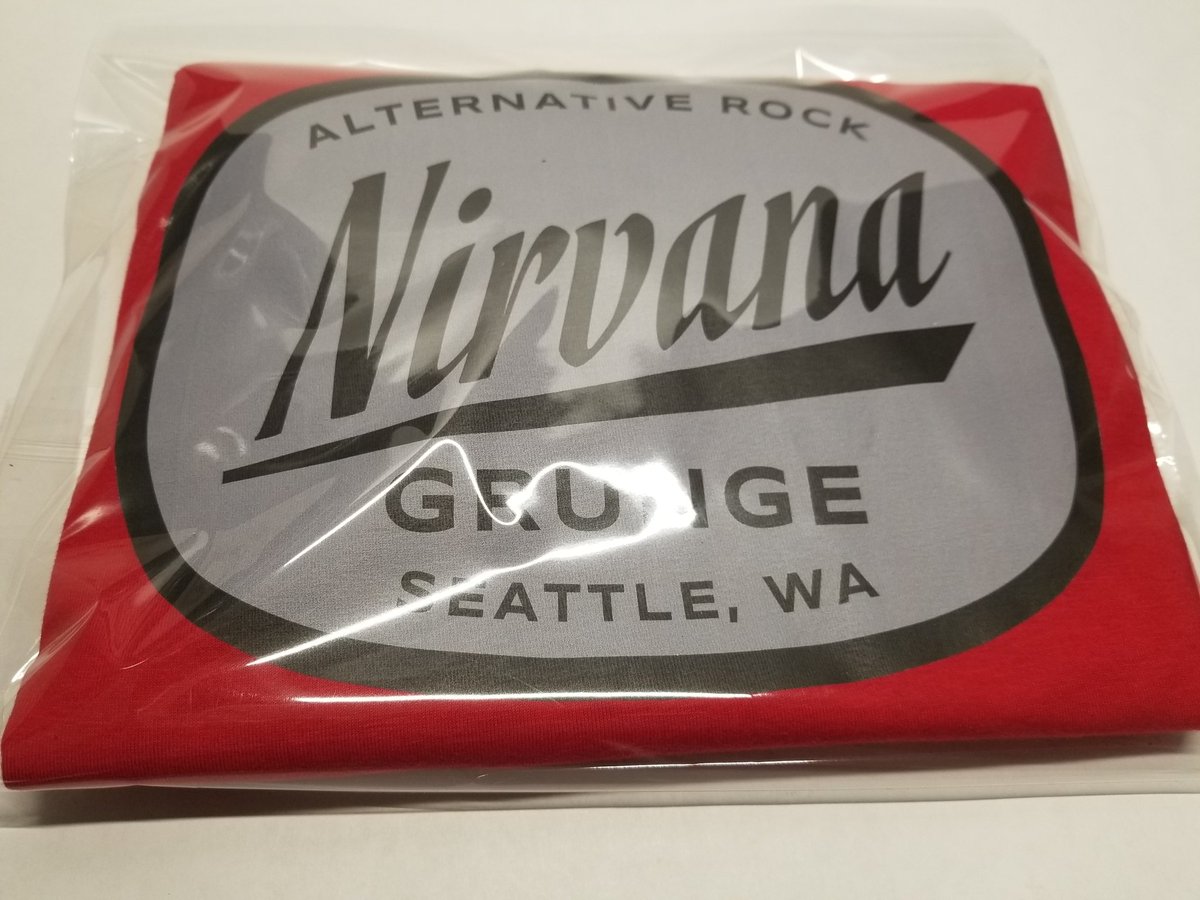 ALTERNATIVE ROCK
Nirvana
GRUNGE
SEATTLE, WA